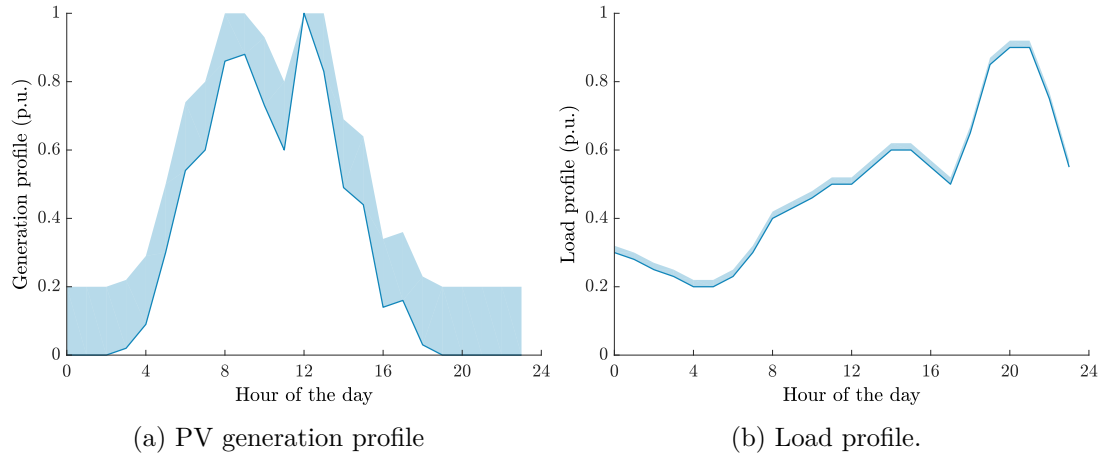 Generation profile (p.u.)
1
0.8
0.6
0.4
0.2
0
0 4 8 12 16 20 24
Hour of the day
(a) PV generation profile
Load profile (p.u.)
1
0.8
0.6
0.4
0.2
0
0 4 8 12 16 20 24
Hour of the day
(b) Load profile.